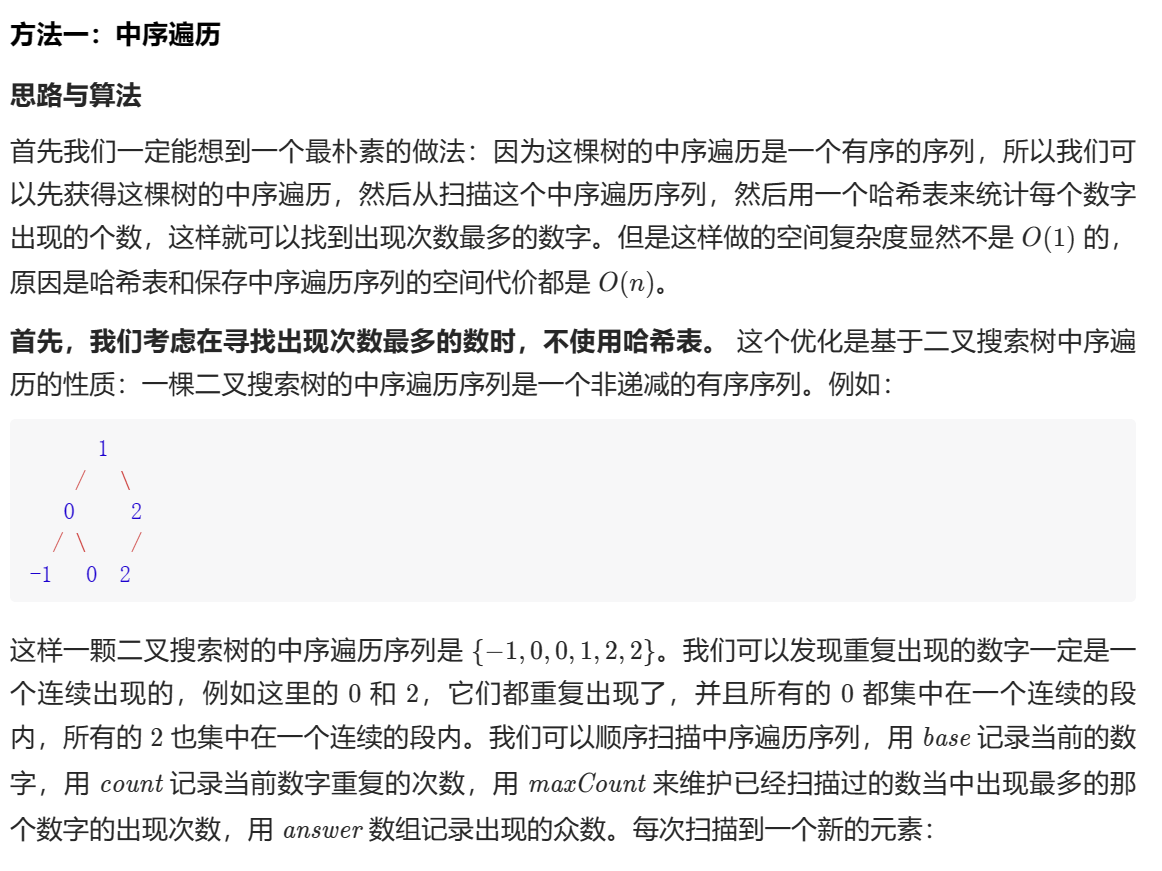 方法一：中序遍历
思路与算法
首先我们一定能想到一个最朴素的做法：因为这棵树的中序遍历是一个有序的序列，所以我们可
以先获得这棵树的中序遍历，然后从扫描这个中序遍历序列，然后用一个哈希表来统计每个数字
出现的个数，这样就可以找到出现次数最多的数字。但是这样做的空间复杂度显然不是 O(1) 的，
原因是哈希表和保存中序遍历序列的空间代价都是 O(n)。
首先，我们考虑在寻找出现次数最多的数时，不使用哈希表。 这个优化是基于二叉搜索树中序遍
历的性质：一棵二叉搜索树的中序遍历序列是一个非递减的有序序列。例如：
1
/ \
0 2
/ \ /
-1 0 2
这样一颗二叉搜索树的中序遍历序列是 {−1, 0, 0, 1, 2, 2}。我们可以发现重复出现的数字一定是一
个连续出现的，例如这里的 0 和 2，它们都重复出现了，并且所有的 0 都集中在一个连续的段
内，所有的 2 也集中在一个连续的段内。我们可以顺序扫描中序遍历序列，用 base 记录当前的数
字，用 count 记录当前数字重复的次数，用 maxCount 来维护已经扫描过的数当中出现最多的那
个数字的出现次数，用 answer 数组记录出现的众数。每次扫描到一个新的元素：